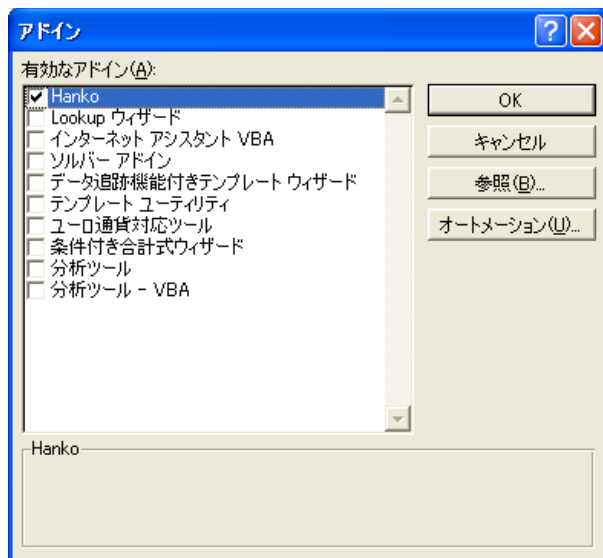 アドイン
有効なアドイン(A):
Hanko
Lookup ウィザード
インターネット アシスタント VBA
ソルバー アドイン
データ追跡機能付きテンプレート ウィザード
テンプレート ユーティリティ
ユーロ通貨対応ツール
条件付き合計式ウィザード
分析ツール
分析ツール - VBA
OK
キャンセル
参照(B)...
オートメーション(U)...
Hanko